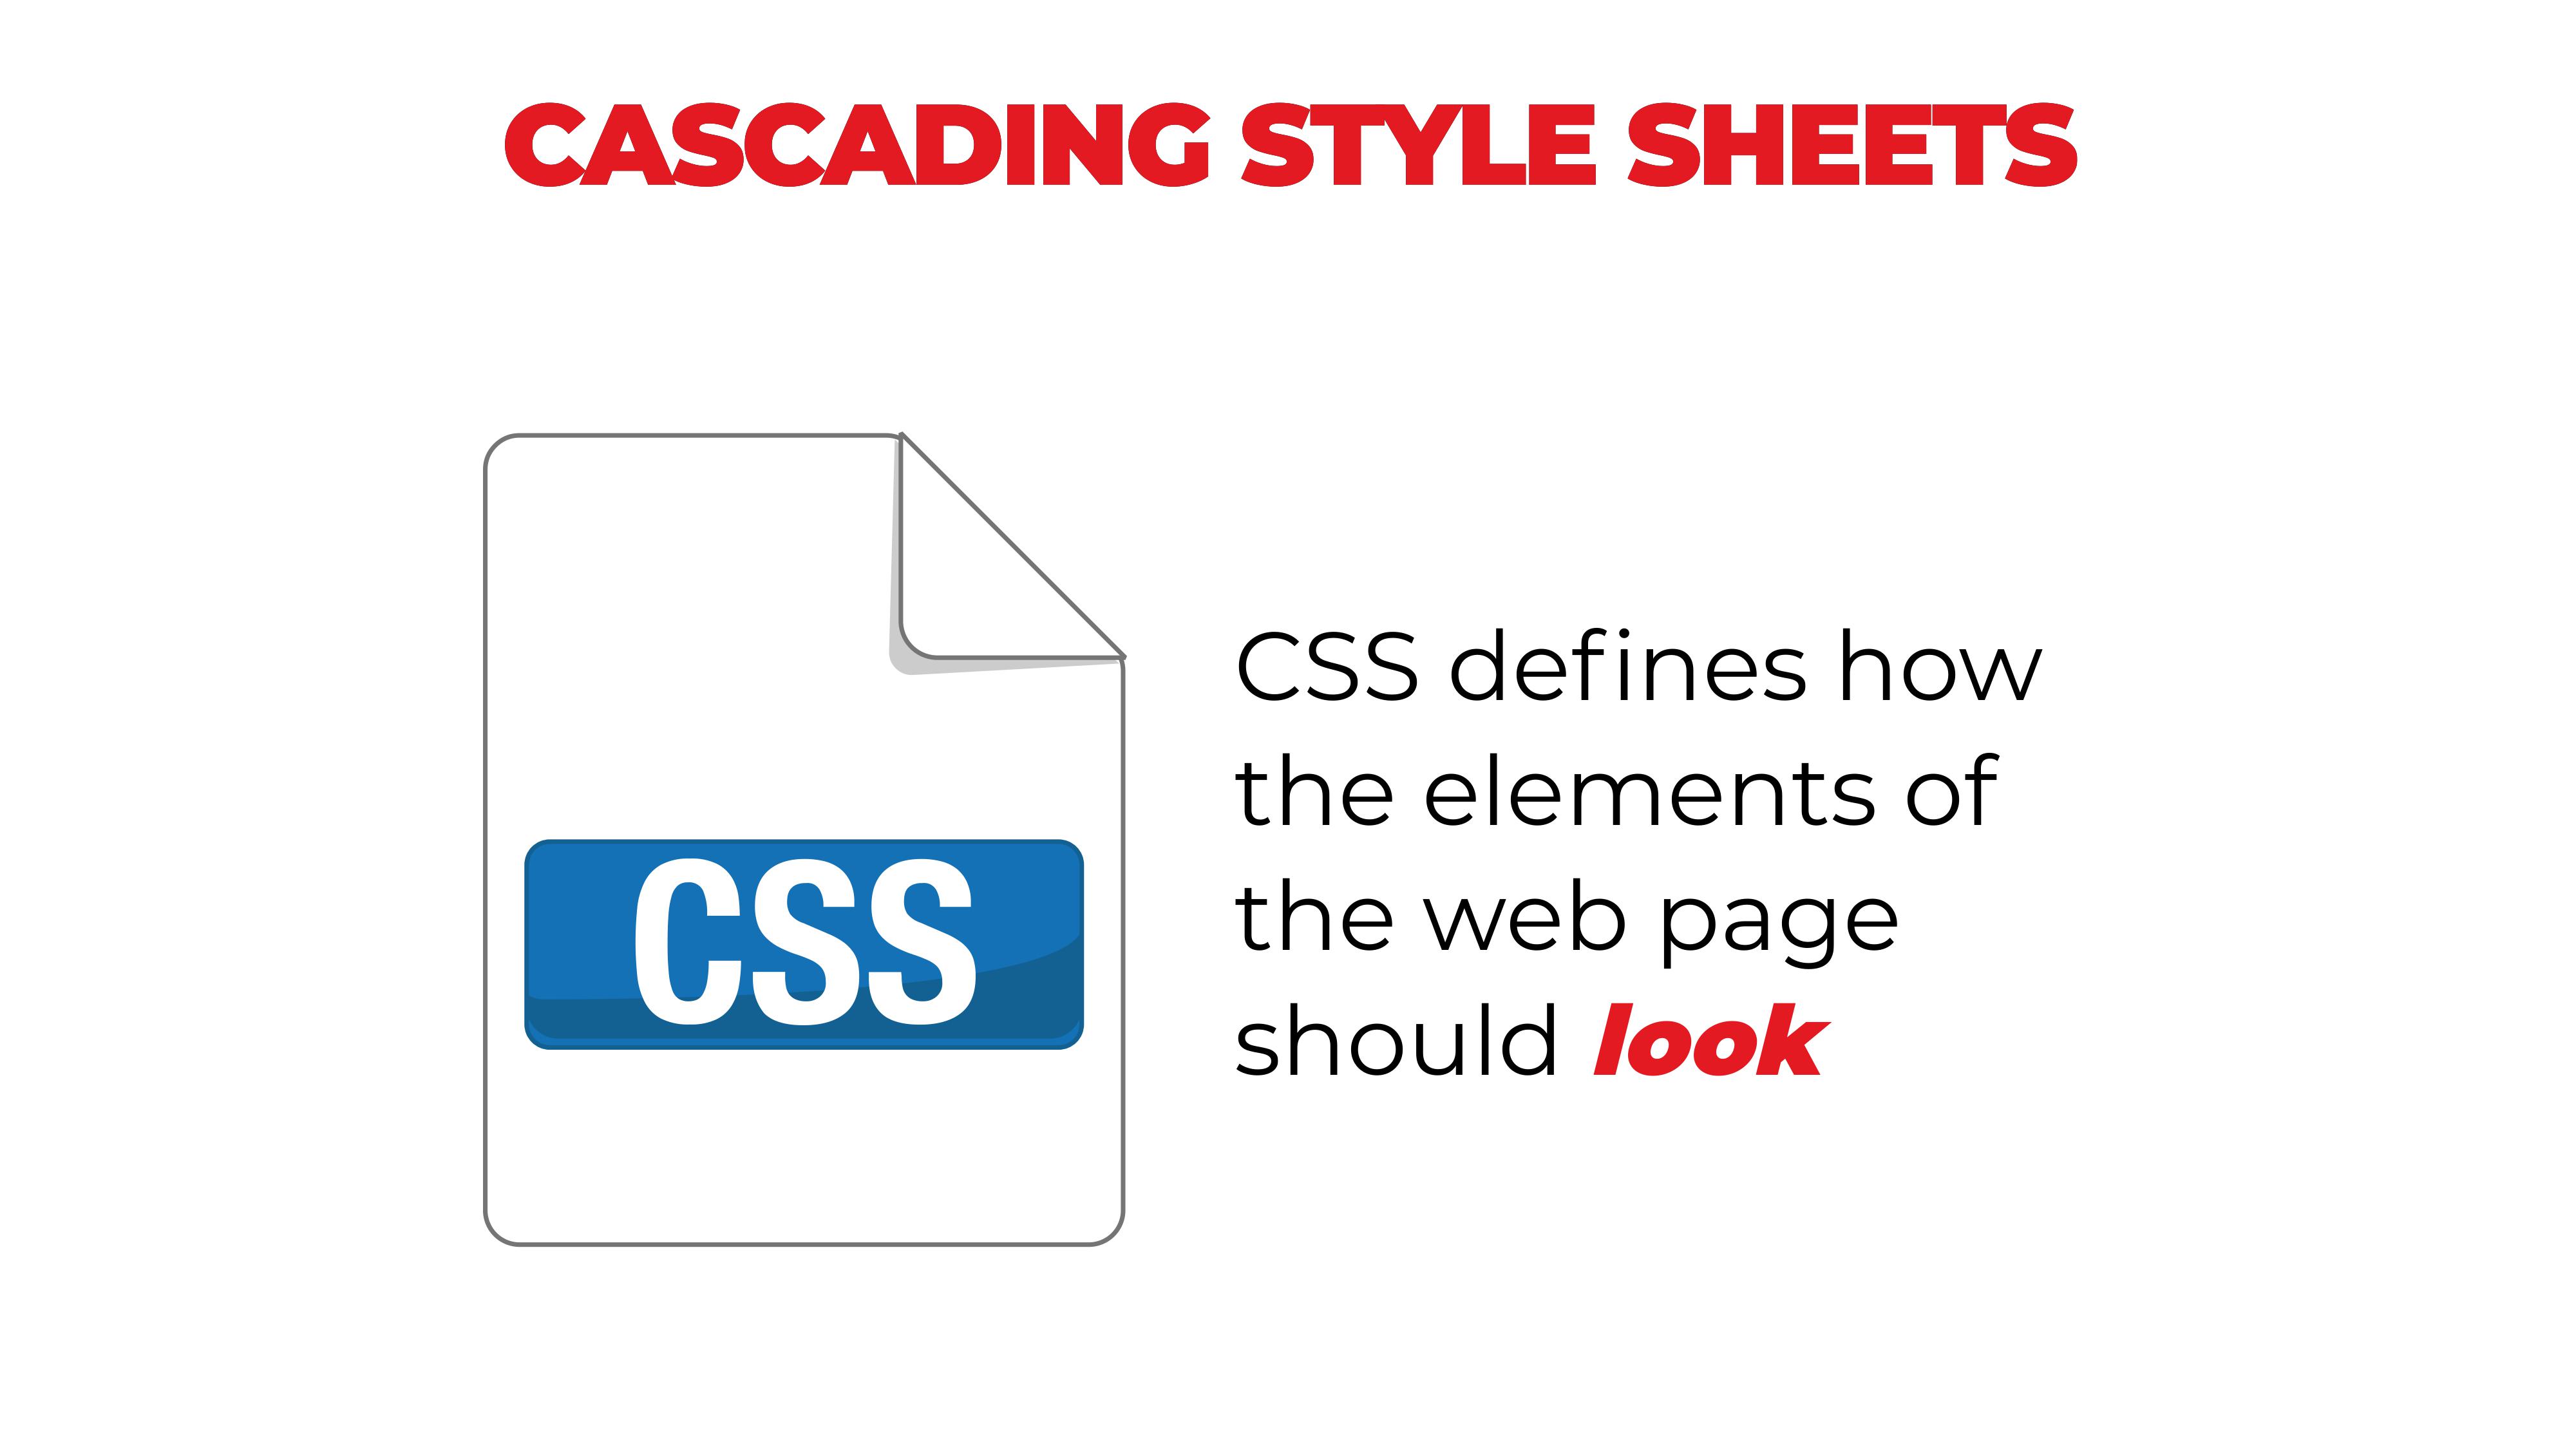 CASCADING STYLE SHEETS
CSS
CSS defines how
the elements of
the web page
should look